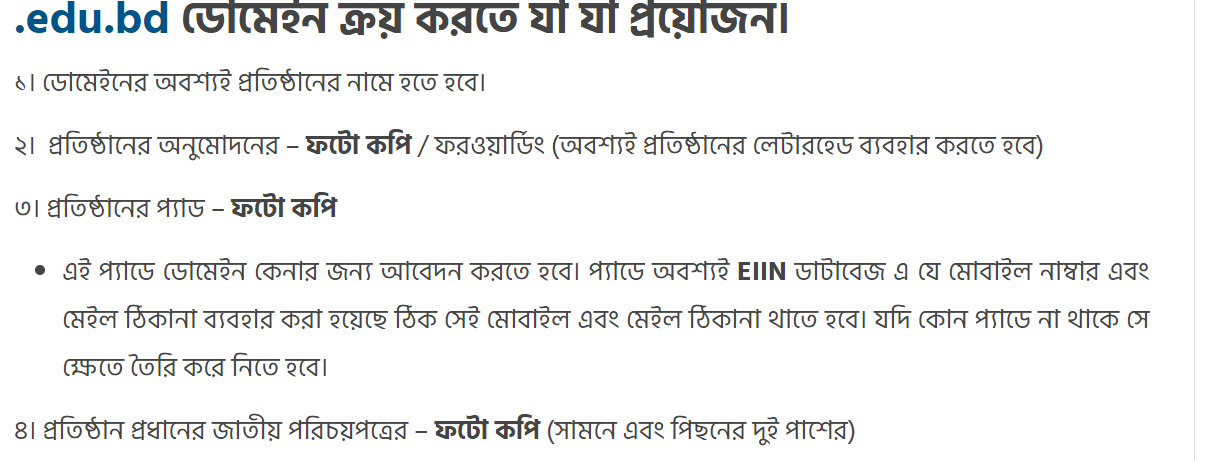 .edu.bd ডোমেইন ক্রয় করতে যা যা প্রয়োজন।
১। ডোমেইনের অবশ্যই প্রতিষ্ঠানের নামে হতে হবে।
২। প্রতিষ্ঠানের অনুমোদনের – ফটো কপি / ফরওয়ার্ডিং (অবশ্যই প্রতিষ্ঠানের লেটারহেড ব্যবহার করতে হবে)
৩। প্রতিষ্ঠানের প্যাড – ফটো কপি
• এই প্যাডে ডোমেইন কেনার জন্য আবেদন করতে হবে। প্যাডে অবশ্যই EIIN ডাটাবেজ এ যে মোবাইল নাম্বার এবং
মেইল ঠিকানা ব্যবহার করা হয়েছে ঠিক সেই মোবাইল এবং মেইল ঠিকানা থাতে হবে। যদি কোন প্যাডে না থাকে সে
ক্ষেতে তৈরি করে নিতে হবে।
৪। প্রতিষ্ঠান প্রধানের জাতীয় পরিচয়পত্রের – ফটো কপি (সামনে এবং পিছনের দুই পাশের)